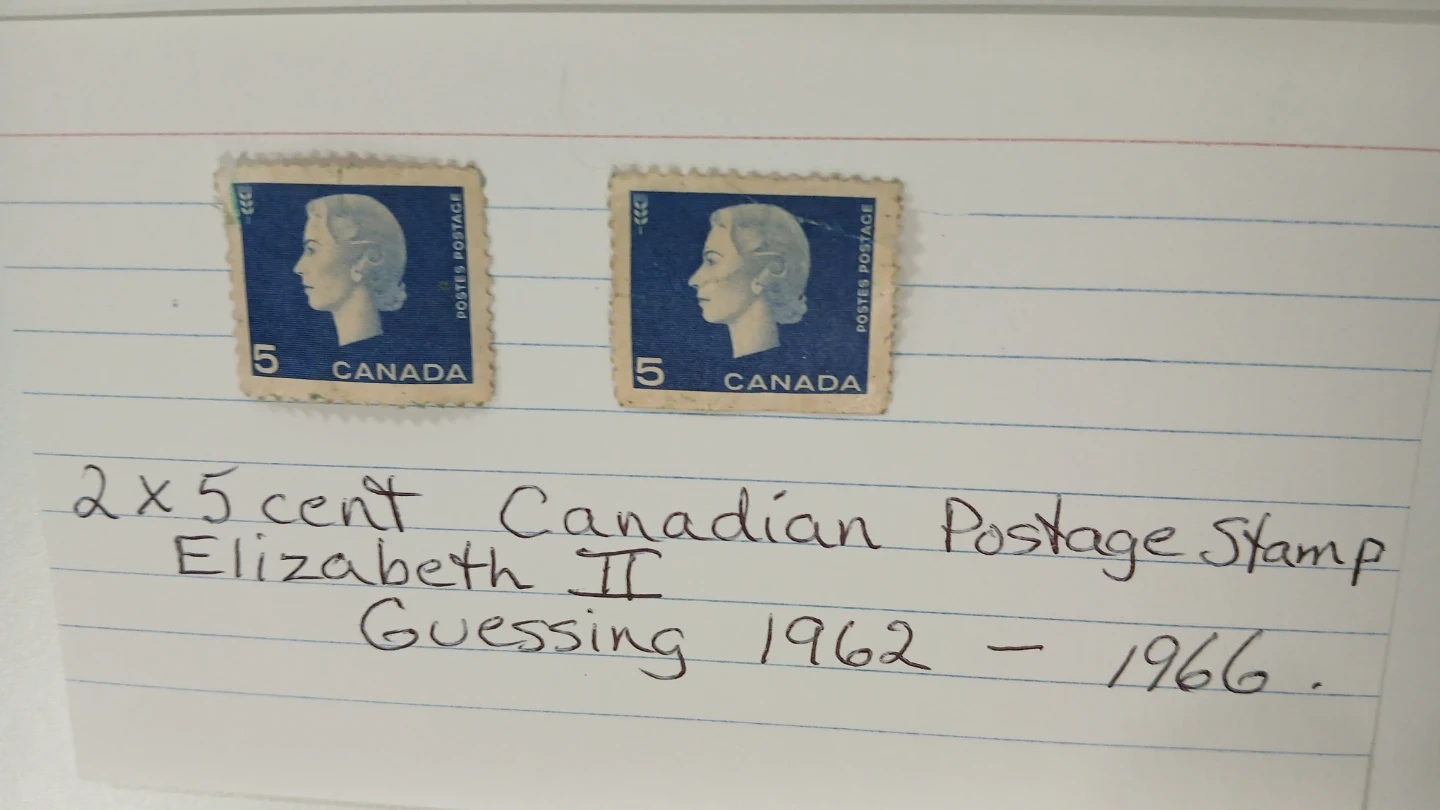 POSTES POSTAGE
5 CANADA
POSTES POSTAGE
5 CANADA
2 x 5 cent Canadian Postage Stamp
Elizabeth II
Guessing 1962 - 1966.